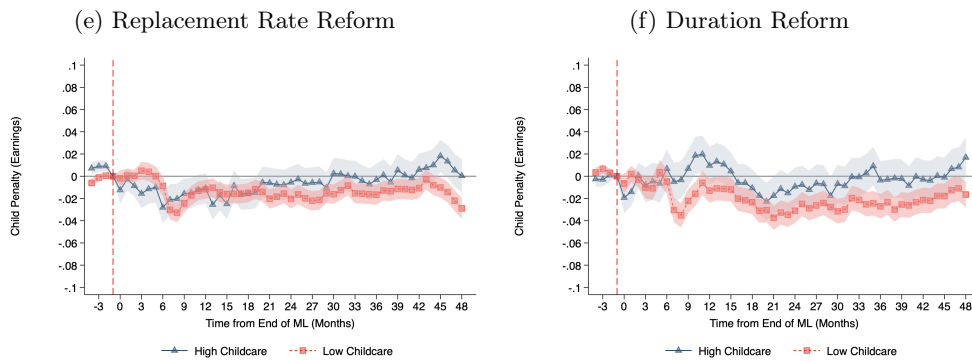 (e) Replacement Rate Reform
Child Penalty (Earnings)
.1
.08
.06
.04
.02
0
-.02
-.04
-.06
-.08
-.1
-3 0 3 6 9 12 15 18 21 24 27 30 33 36 39 42 45 48
Time from End of ML (Months)
High Childcare Low Childcare
(f) Duration Reform
Child Penalty (Earnings)
.1
.08
.06
.04
.02
0
-.02
-.04
-.06
-.08
-.1
-3 0 3 6 9 12 15 18 21 24 27 30 33 36 39 42 45 48
Time from End of ML (Months)
High Childcare Low Childcare